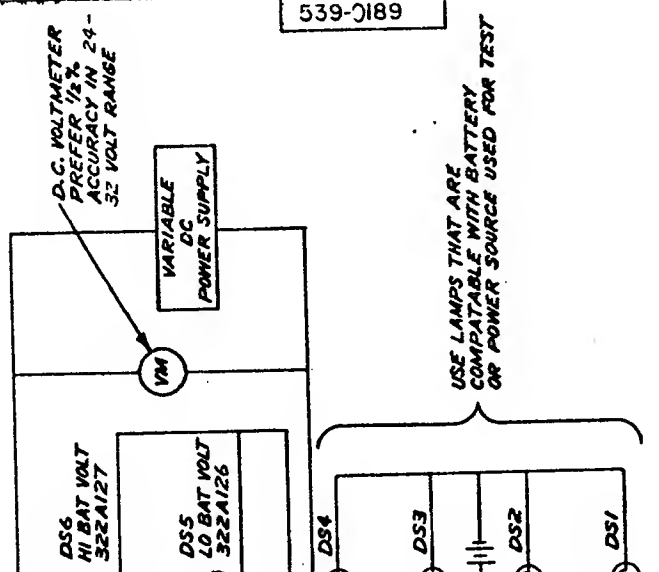 539-0189
D.C. VOLTMETER
PREFER 1/2%
ACCURACY IN 24-
32 VOLT RANGE
VARIABLE
DC
POWER SUPPLY
VM
USE LAMPS THAT ARE
COMPATABLE WITH BATTERY
OR POWER SOURCE USED FOR TEST
DS6
HI BAT VOLT
322A127
DS5
LO BAT VOLT
322A126
DS4
DS3
DS2
DS1